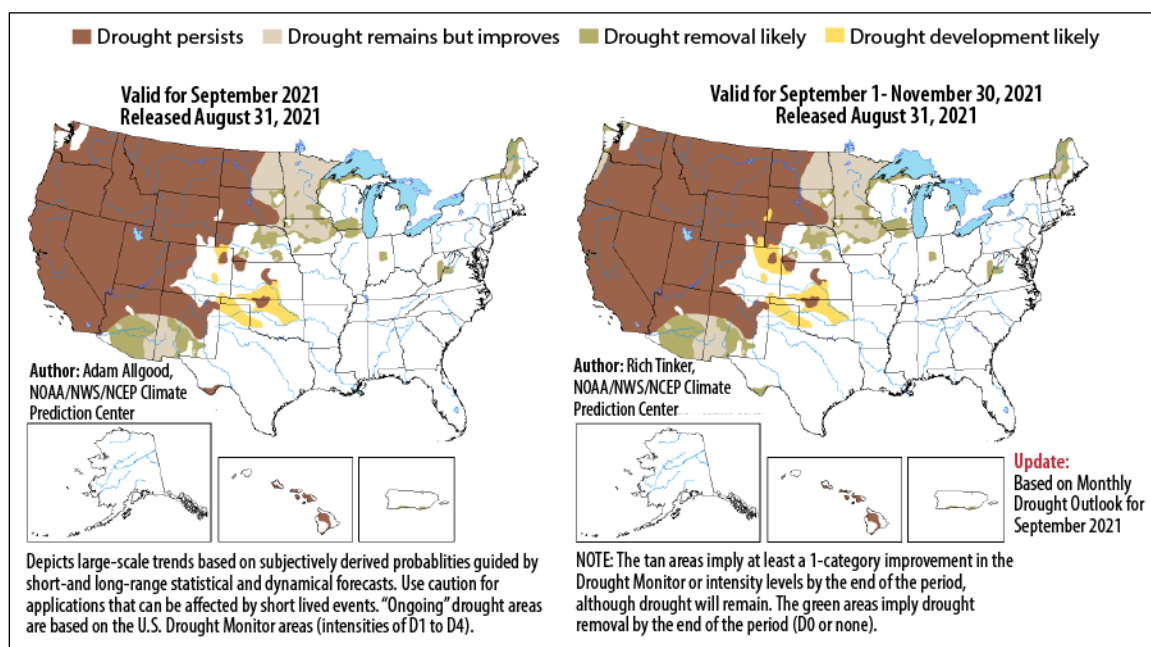 Drought persists
Drought remains but improves
Drought removal likely
Drought development likely
Valid for September 2021
Released August 31, 2021
Author: Adam Allgood,
NOAA/NWS/NCEP Climate
Prediction Center
Depicts large-scale trends based on subjectively derived probablities guided by
short-and long-range statistical and dynamical forecasts. Use caution for
applications that can be affected by short lived events. “Ongoing” drought areas
are based on the U.S. Drought Monitor areas (intensities of D1 to D4).
Valid for September 1- November 30, 2021
Released August 31, 2021
Author: Rich Tinker,
NOAA/NWS/NCEP Climate
Prediction Center
Update:
Based on Monthly
Drought Outlook for
September 2021
NOTE: The tan areas imply at least a 1-category improvement in the
Drought Monitor or intensity levels by the end of the period,
although drought will remain. The green areas imply drought
removal by the end of the period (D0 or none).